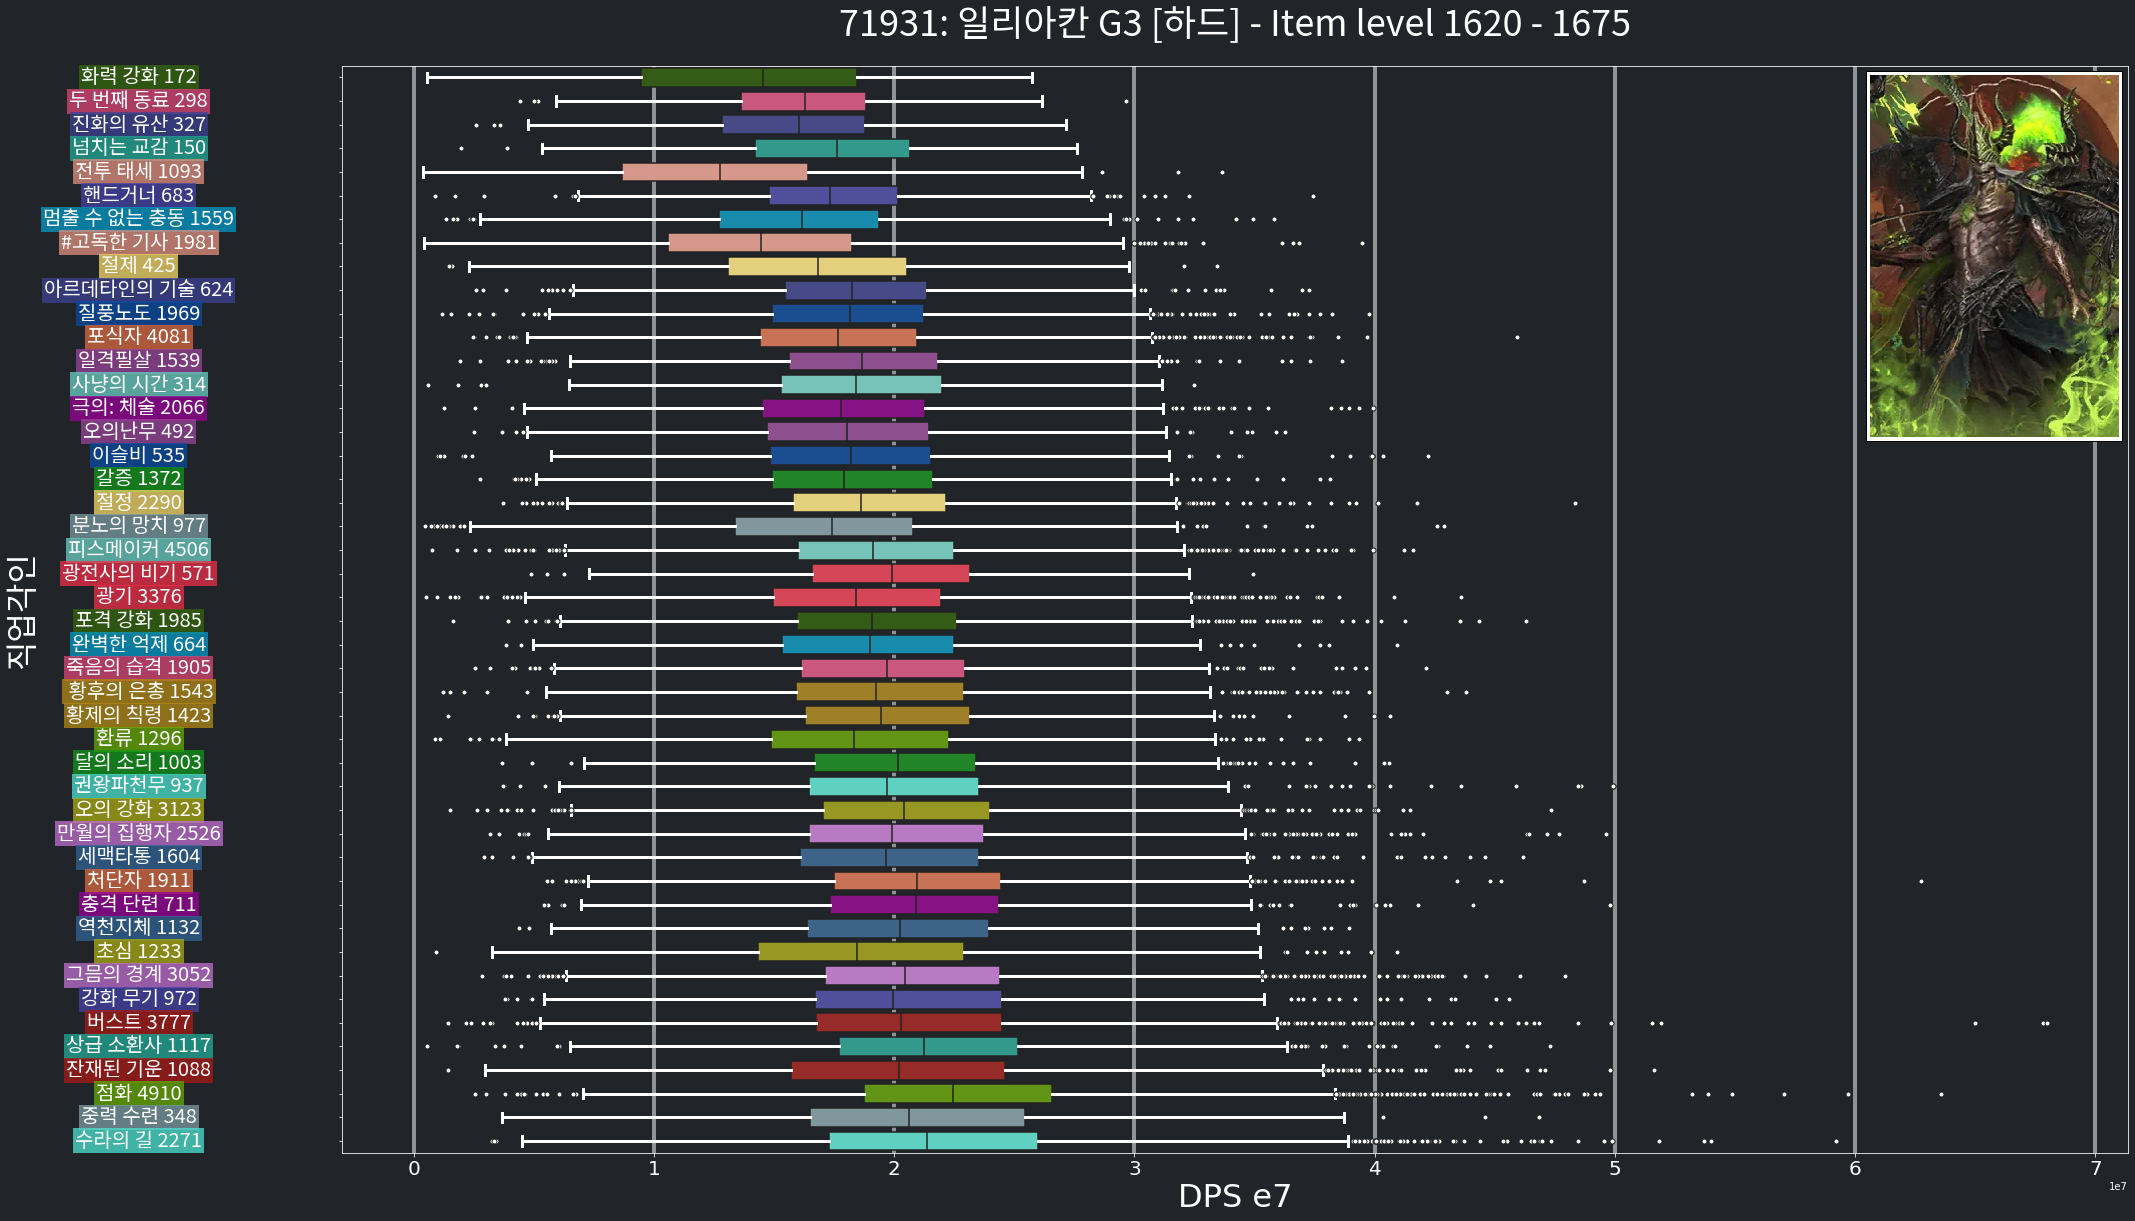 71931: 일리아칸 G3 [하드] - Item level 1620 - 1675
화력 강화 172
두 번째 동료 298
진화의 유산 327
넘치는 교감 150
전투 태세 1093
핸드거너 683
멈출 수 없는 충동 1559
#고독한 기사 1981
절제 425
아르데타인의 기술 624
질풍노도 1969
포식자 4081
일격필살 1539
사냥의 시간 314
극의: 체술 2066
오의난무 492
이슬비 535
갈증 1372
절정 2290
분노의 망치 977
피스메이커 4506
광전사의 비기 571
광기 3376
포격 강화 1985
완벽한 억제 664
죽음의 습격 1905
황후의 은총 1543
황제의 칙령 1423
환류 1296
달의 소리 1003
권왕파천무 937
오의 강화 3123
만월의 집행자 2526
세맥타통 1604
처단자 1911
충격 단련 711
역천지체 1132
초심 1233
그믐의 경계 3052
강화 무기 972
버스트 3777
상급 소환사 1117
잔재된 기운 1088
점화 4910
중력 수련 348
수라의 길 2271
직업각인
0 1 2 3 4 5 6 7
1e7
DPS e7